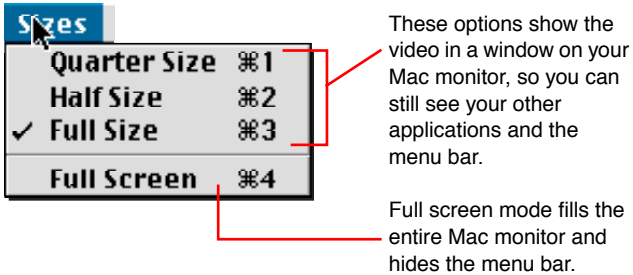 Sizes
Quarter Size ⌘1
Half Size ⌘2
✓ Full Size ⌘3
Full Screen ⌘4
These options show the
video in a window on your
Mac monitor, so you can
still see your other
applications and the
menu bar.
Full screen mode fills the
entire Mac monitor and
hides the menu bar.